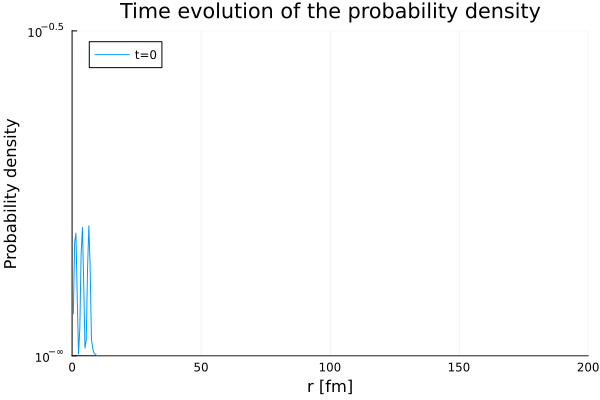 Time evolution of the probability density
10^-0.5
t=0
Probability density
10^-∞
0 50 100 150 200
r [fm]